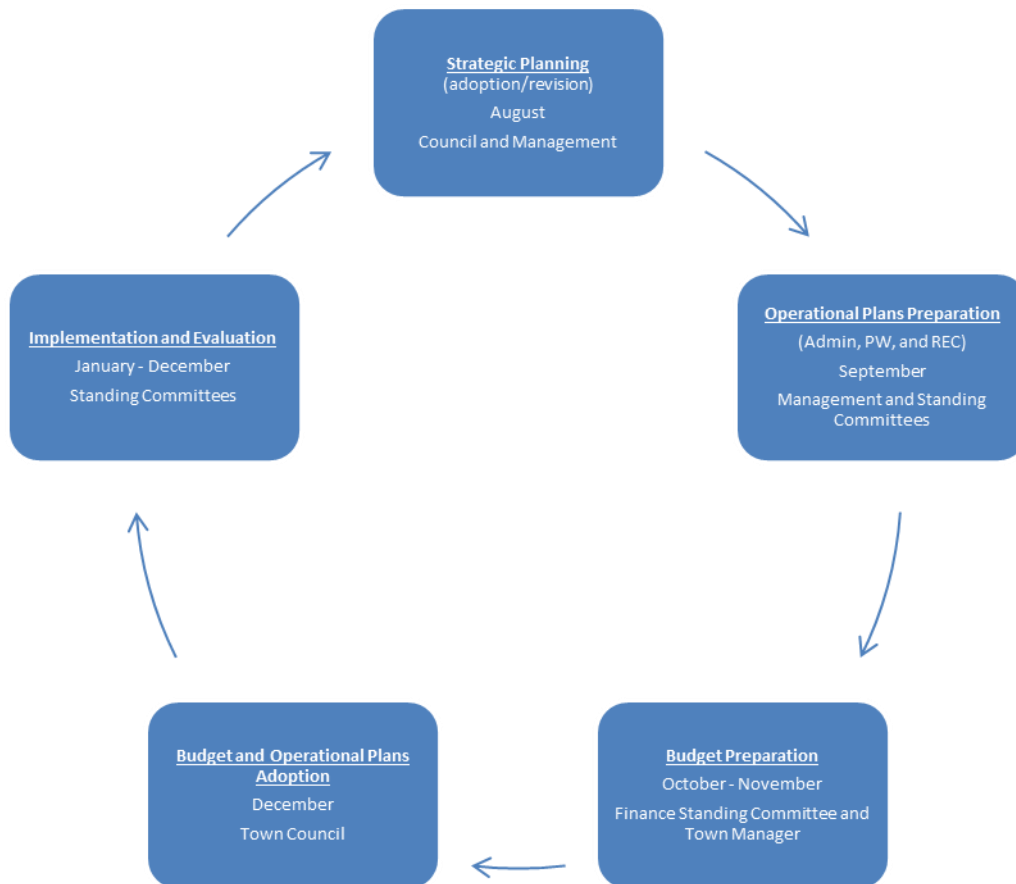 Strategic Planning
(adoption/revision)
August
Council and Management
Operational Plans Preparation
(Admin, PW, and REC)
September
Management and Standing
Committees
Budget Preparation
October - November
Finance Standing Committee and
Town Manager
Budget and Operational Plans
Adoption
December
Town Council
Implementation and Evaluation
January - December
Standing Committees